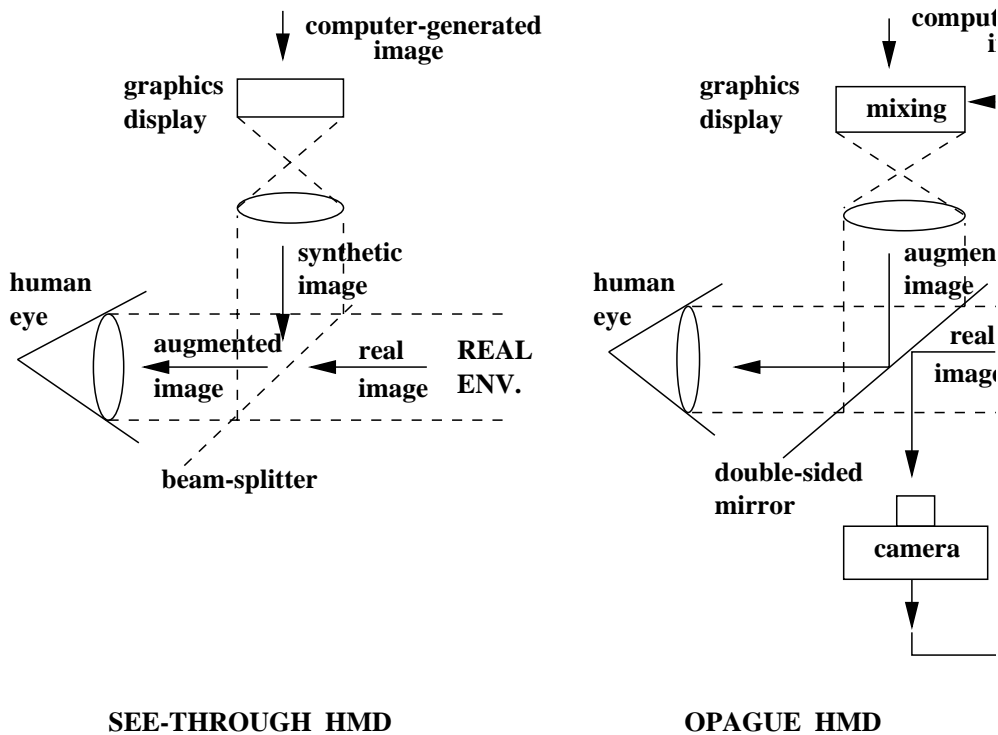 computer-generated
image
graphics
display
synthetic
image
human
eye
augmented
image
real
image
REAL
ENV.
beam-splitter
SEE-THROUGH HMD
graphics
display
mixing
human
eye
image
real
image
double-sided
mirror
camera
OPAGUE HMD